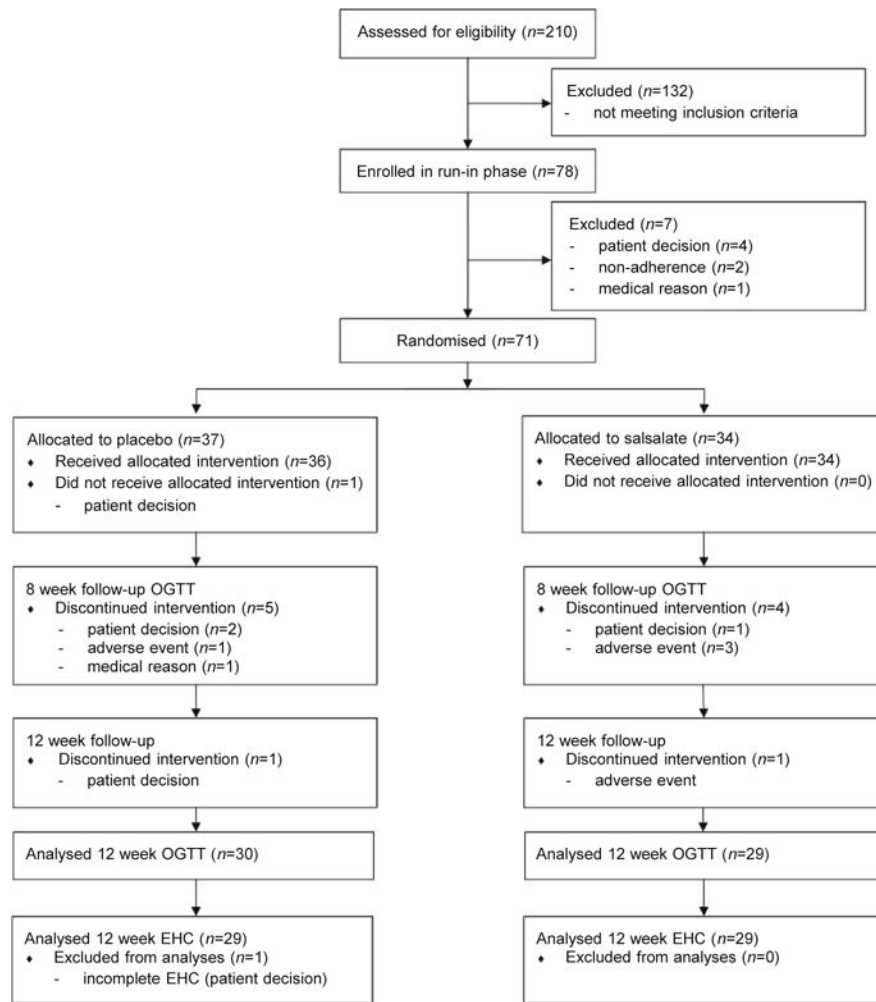 Assessed for eligibility (n=210)
Excluded (n=132)
- not meeting inclusion criteria
Enrolled in run-in phase (n=78)
Excluded (n=7)
- patient decision (n=4)
- non-adherence (n=2)
- medical reason (n=1)
Randomised (n=71)
Allocated to placebo (n=37)
♦ Received allocated intervention (n=36)
♦ Did not receive allocated intervention (n=1)
- patient decision
Allocated to salsalate (n=34)
♦ Received allocated intervention (n=34)
♦ Did not receive allocated intervention (n=0)
8 week follow-up OGTT
♦ Discontinued intervention (n=5)
- patient decision (n=2)
- adverse event (n=1)
- medical reason (n=1)
8 week follow-up OGTT
♦ Discontinued intervention (n=4)
- patient decision (n=1)
- adverse event (n=3)
12 week follow-up
♦ Discontinued intervention (n=1)
- patient decision
12 week follow-up
♦ Discontinued intervention (n=1)
- adverse event
Analysed 12 week OGTT (n=30)
Analysed 12 week OGTT (n=29)
Analysed 12 week EHC (n=29)
♦ Excluded from analyses (n=1)
- incomplete EHC (patient decision)
Analysed 12 week EHC (n=29)
♦ Excluded from analyses (n=0)